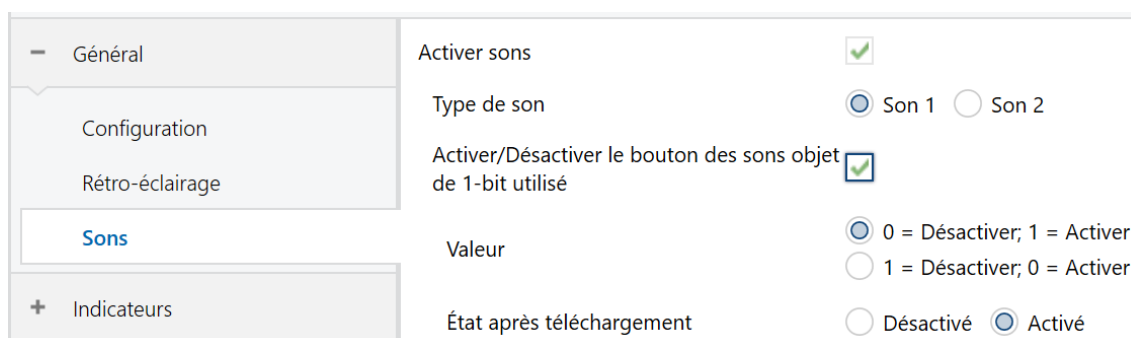 Général
Configuration
Rétro-éclairage
Sons
Indicateurs
Activer sons
Type de son
Son 1
Son 2
Activer/Désactiver le bouton des sons objet
de 1-bit utilisé
Valeur
0 = Désactiver; 1 = Activer
1 = Désactiver; 0 = Activer
État après téléchargement
Désactivé
Activé